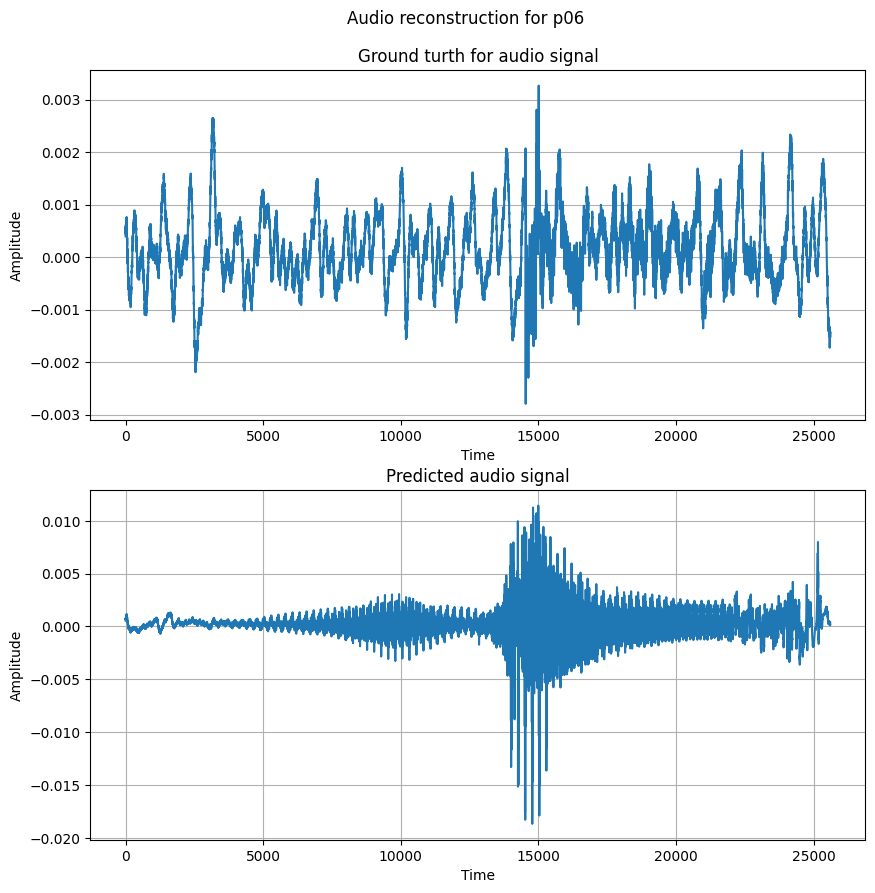 Audio reconstruction for p06
Ground turth for audio signal
Amplitude
0.003
0.002
0.001
0.000
−0.001
−0.002
−0.003
0 5000 10000 15000 20000 25000
Time
Predicted audio signal
Amplitude
0.010
0.005
0.000
−0.005
−0.010
−0.015
−0.020
0 5000 10000 15000 20000 25000
Time